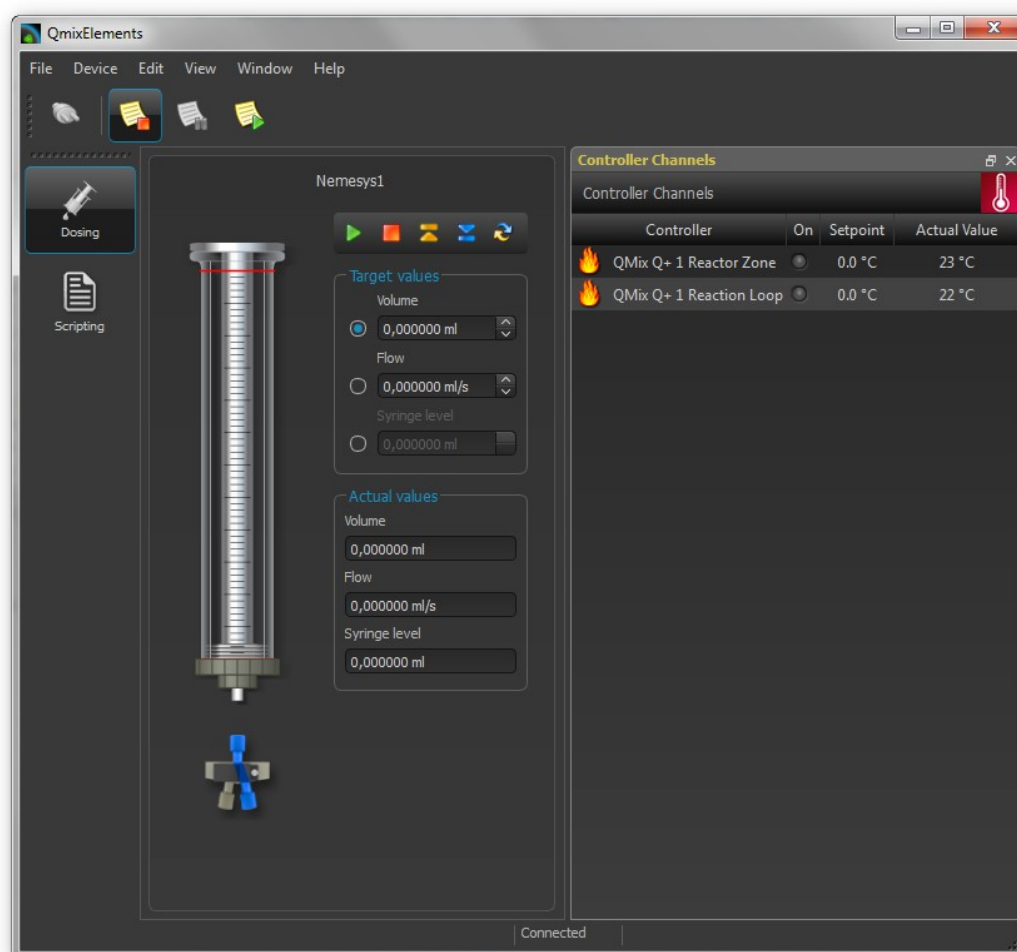 QmixElements
File Device Edit View Window Help
Dosing
Scripting
Nemesys1
Target values
Volume
0,000000 ml
Flow
0,000000 ml/s
Syringe level
0,000000 ml
Actual values
Volume
0,000000 ml
Flow
0,000000 ml/s
Syringe level
0,000000 ml
Controller Channels
Controller Channels
Controller On Setpoint Actual Value
QMix Q+ 1 Reactor Zone 0.0 °C 23 °C
QMix Q+ 1 Reaction Loop 0.0 °C 22 °C
Connected